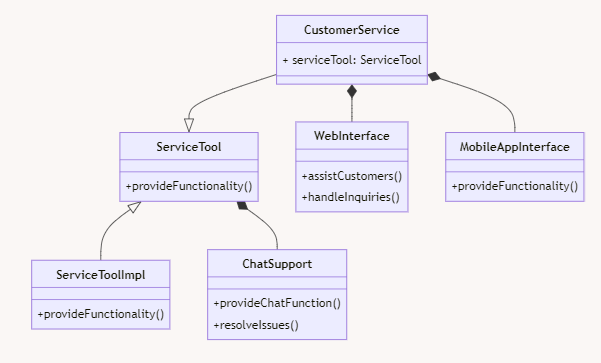 CustomerService
+ serviceTool: ServiceTool
ServiceTool
+provideFunctionality()
WebInterface
+assistCustomers()
+handleInquiries()
MobileAppInterface
+provideFunctionality()
ServiceToolImpl
+provideFunctionality()
ChatSupport
+provideChatFunction()
+resolveIssues()